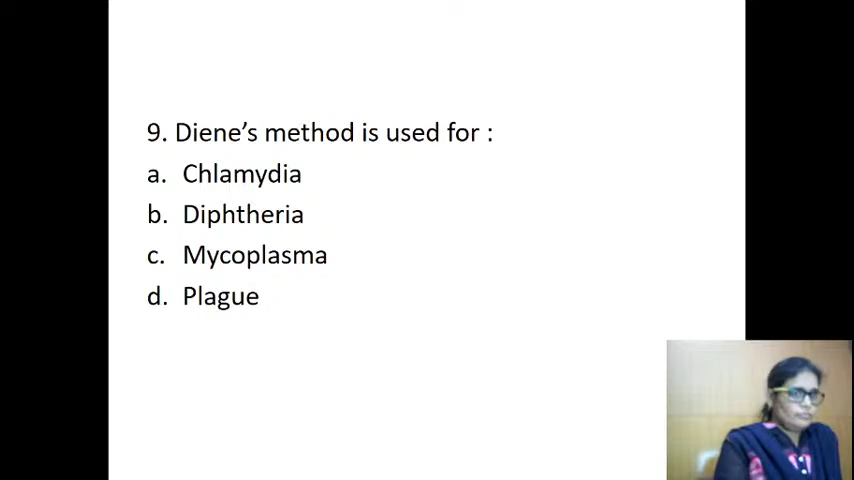 9. Diene’s method is used for :
a. Chlamydia
b. Diphtheria
c. Mycoplasma
d. Plague